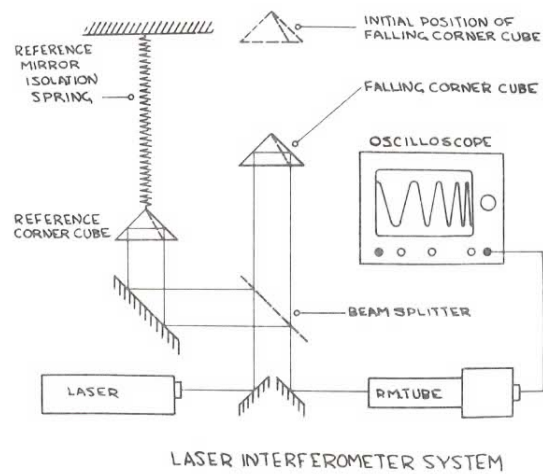 INITIAL POSITION OF
FALLING CORNER CUBE
REFERENCE
MIRROR
ISOLATION
SPRING
FALLING CORNER CUBE
OSCILLOSCOPE
REFERENCE
CORNER CUBE
BEAM SPLITTER
LASER
P.M.TUBE
LASER INTERFEROMETER SYSTEM